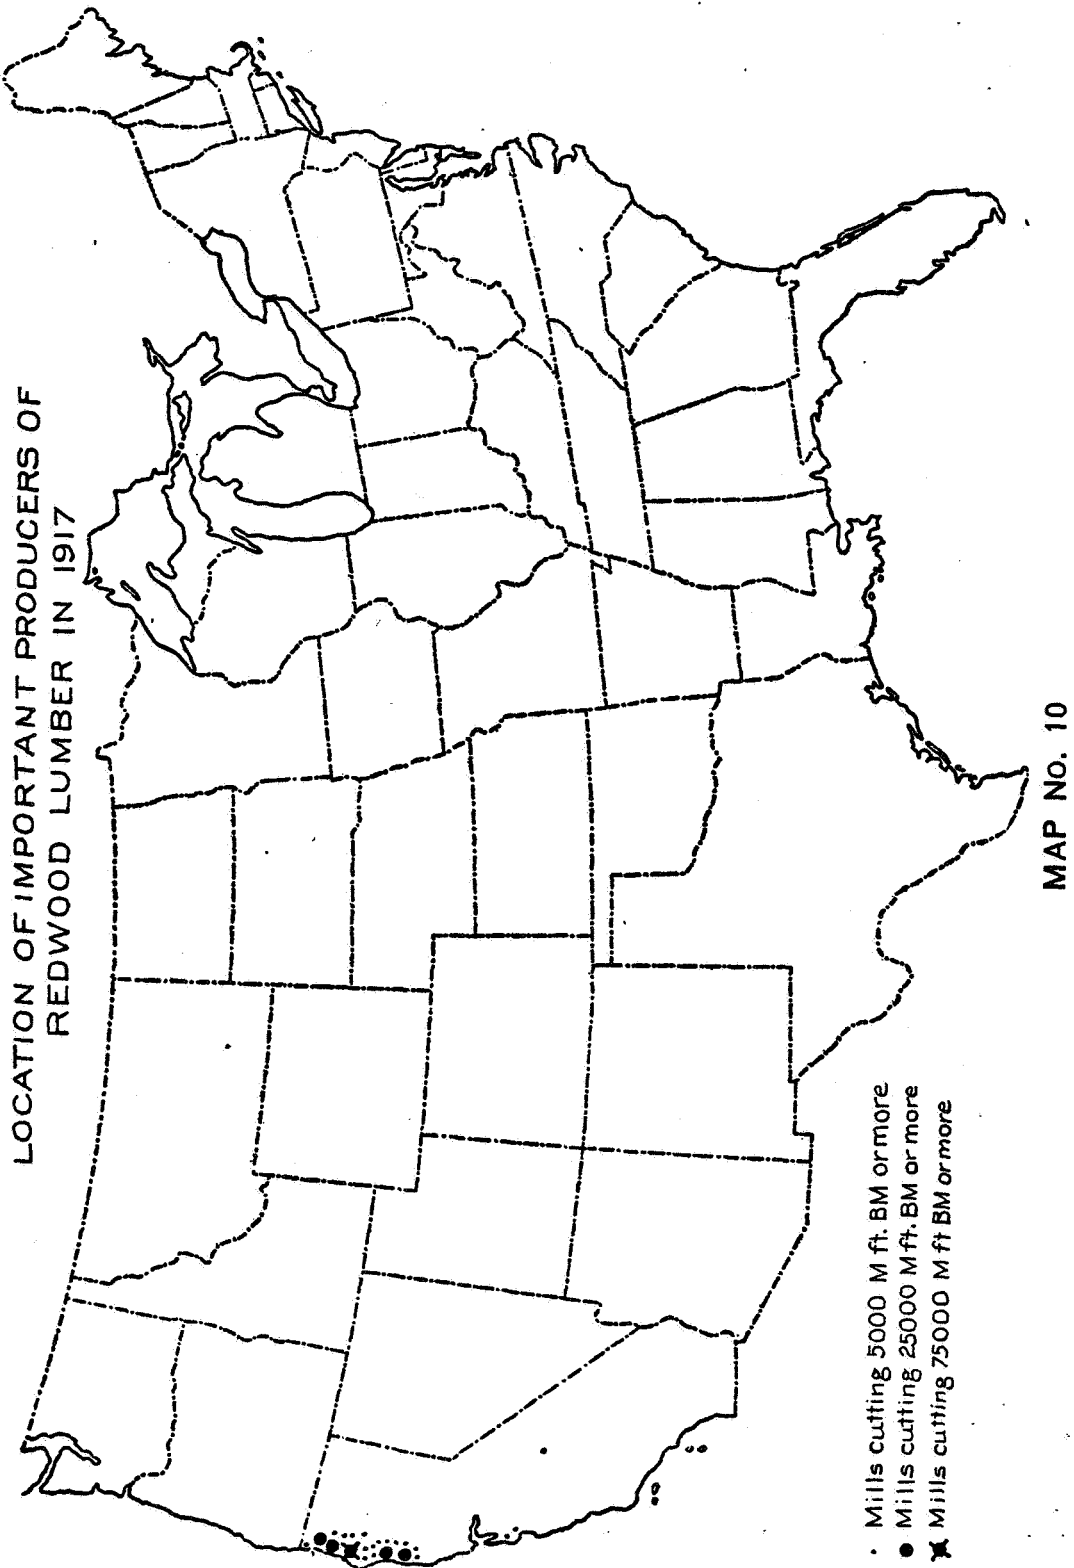 LOCATION OF IMPORTANT PRODUCERS OF
REDWOOD LUMBER IN 1917
· Mills cutting 5000 M ft. BM or more
● Mills cutting 25000 M ft. BM or more
✖ Mills cutting 75000 M ft BM or more
MAP No. 10